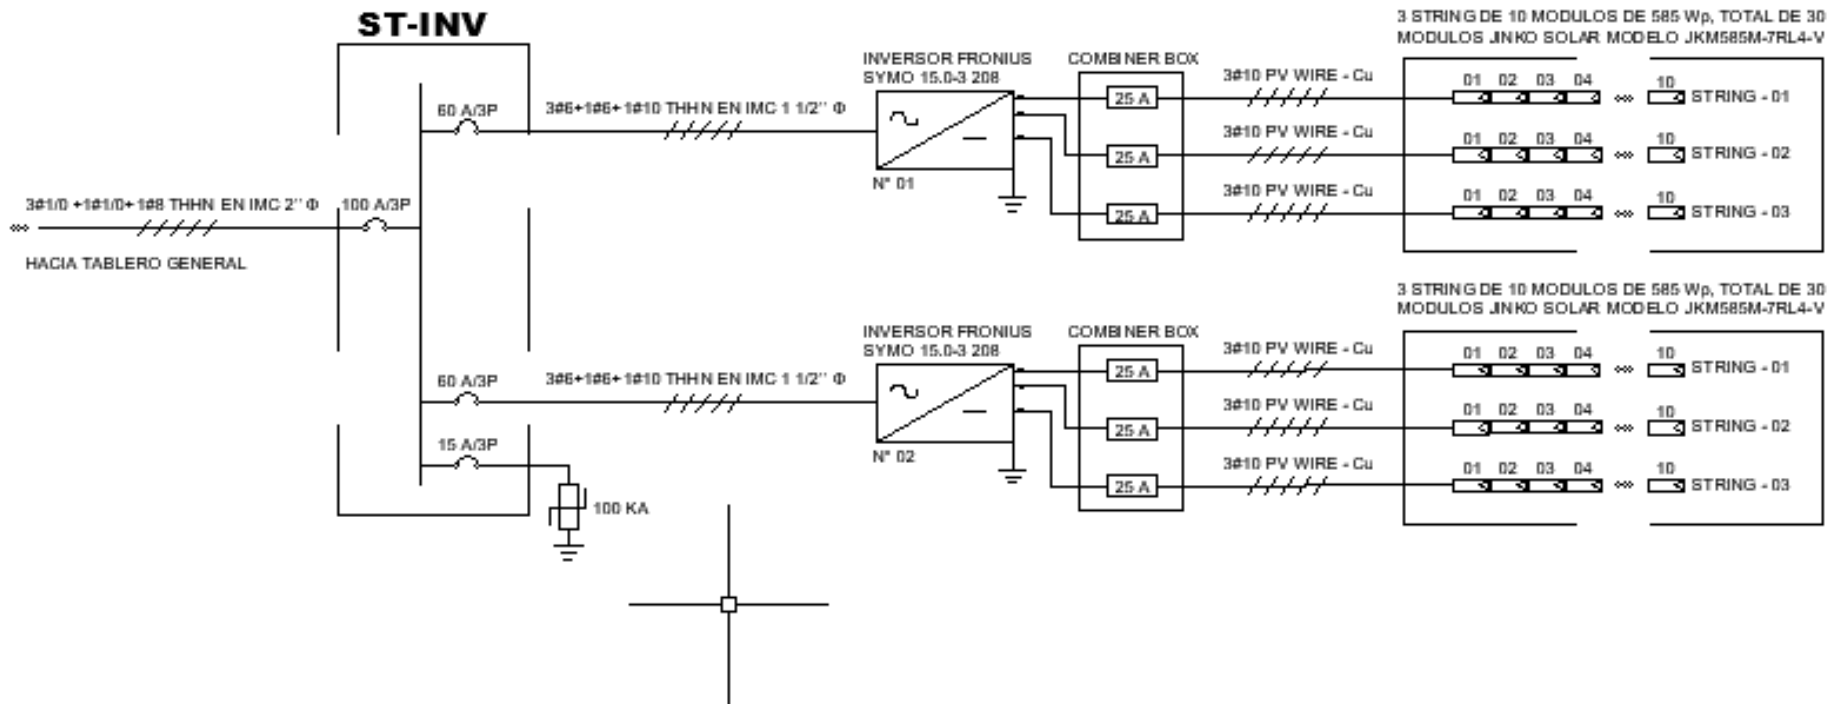 ST-INV
60 A/3P
3#6+1#6+1#10 THHN EN IMC 1 1/2'' Φ
3#1/0 +1#1/0+1#8 THHN EN IMC 2'' Φ
100 A/3P
HACIA TABLERO GENERAL
60 A/3P
3#6+1#6+1#10 THHN EN IMC 1 1/2'' Φ
15 A/3P
100 KA
INVERSOR FRONIUS
SYMO 15.0-3 208
N° 01
COMBINER BOX
25 A
25 A
25 A
3#10 PV WIRE - Cu
3#10 PV WIRE - Cu
3#10 PV WIRE - Cu
3 STRING DE 10 MODULOS DE 585 Wp, TOTAL DE 30
MODULOS JINKO SOLAR MODELO JKM585M-7RL4-V
01 02 03 04 10
STRING - 01
01 02 03 04 10
STRING - 02
01 02 03 04 10
STRING - 03
INVERSOR FRONIUS
SYMO 15.0-3 208
N° 02
COMBINER BOX
25 A
25 A
25 A
3#10 PV WIRE - Cu
3#10 PV WIRE - Cu
3#10 PV WIRE - Cu
3 STRING DE 10 MODULOS DE 585 Wp, TOTAL DE 30
MODULOS JINKO SOLAR MODELO JKM585M-7RL4-V
01 02 03 04 10
STRING - 01
01 02 03 04 10
STRING - 02
01 02 03 04 10
STRING - 03